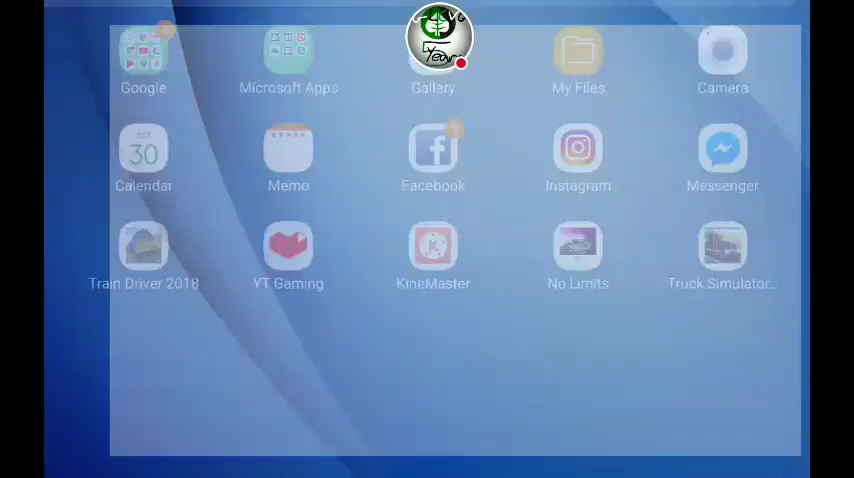 Years
Google
Microsoft Apps
Gallery
My Files
Camera
30
Calendar
Memo
Facebook
Instagram
Messenger
Train Driver 2018
YT Gaming
KineMaster
No Limits
Truck Simulator...